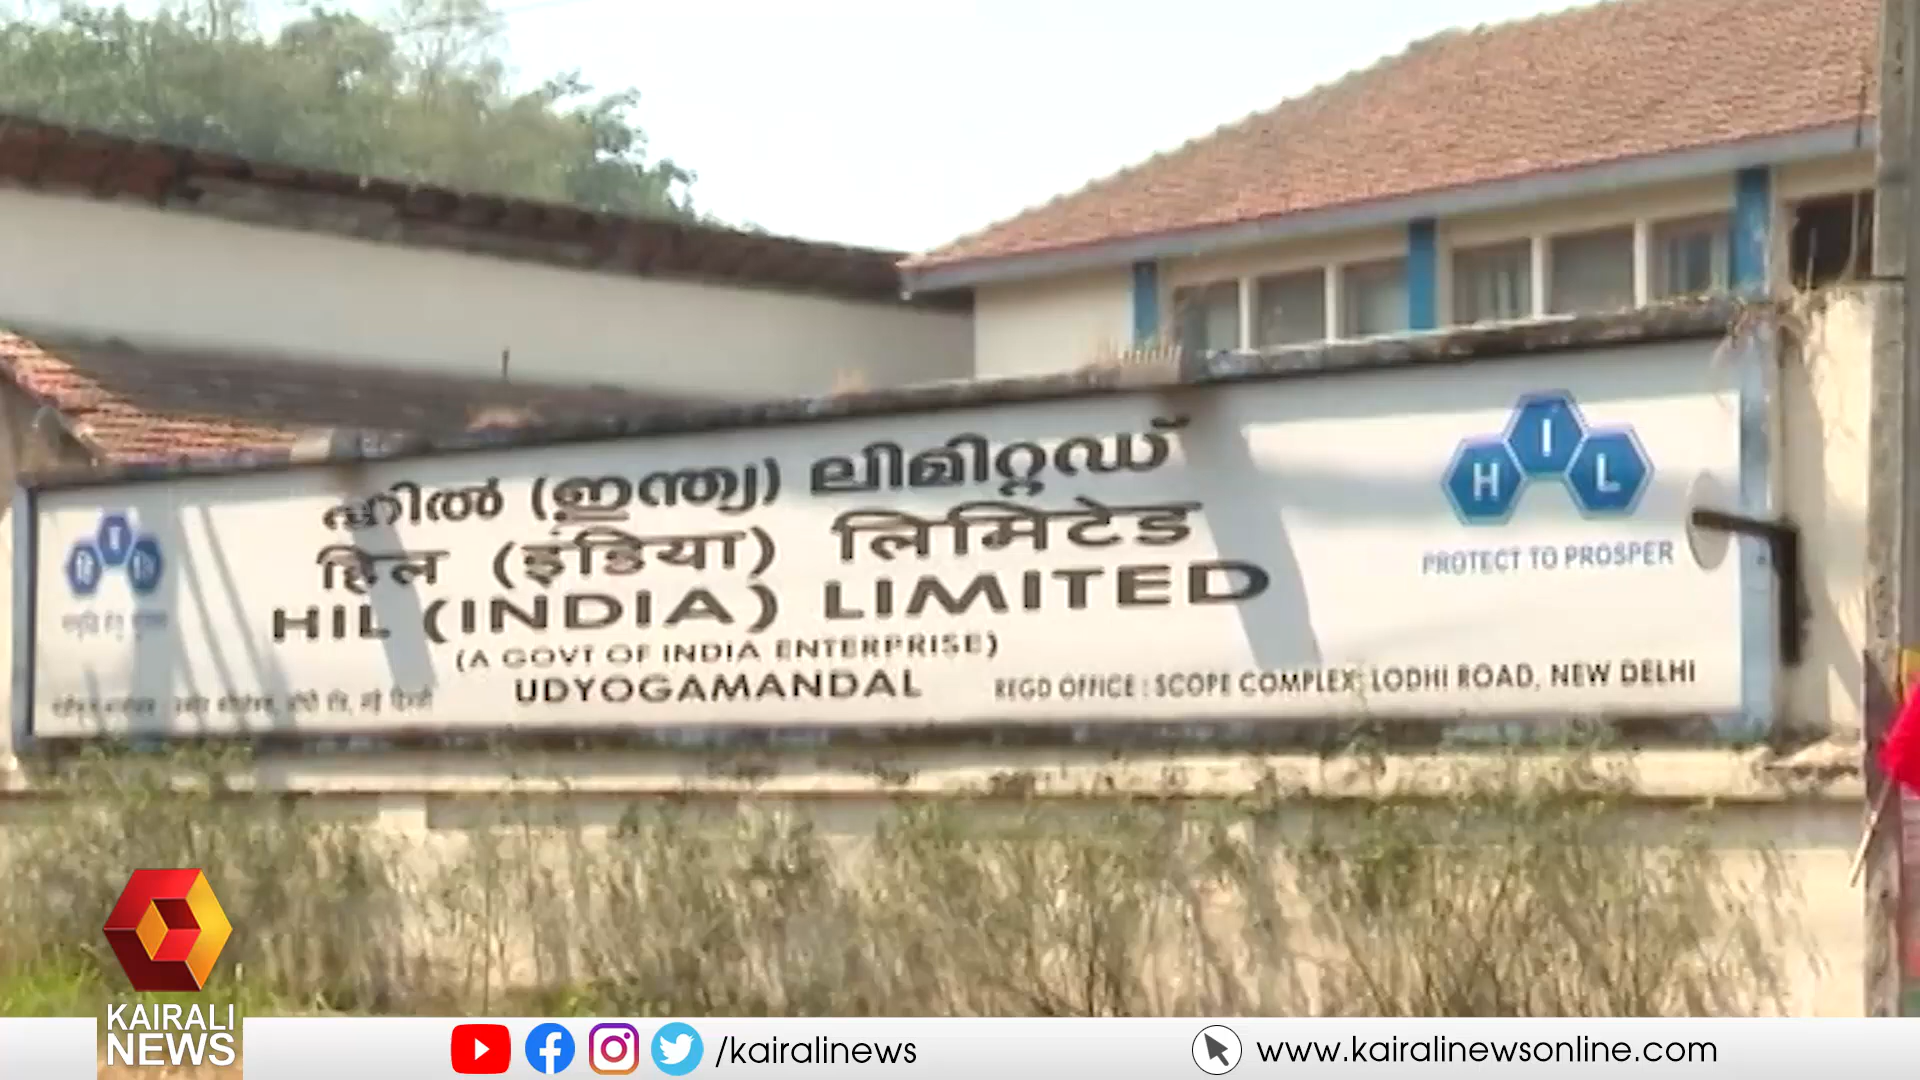 ഹിൽ (ഇന്ത്യ) ലിമിറ്റഡ്
हिल (इंडिया) लिमिटेड
HIL (INDIA) LIMITED
(A GOVT OF INDIA ENTERPRISE)
UDYOGAMANDAL
REGD OFFICE : SCOPE COMPLEX, LODHI ROAD, NEW DELHI
HIL
PROTECT TO PROSPER
KAIRALI
NEWS
/kairalinews
www.kairalinewsonline.com